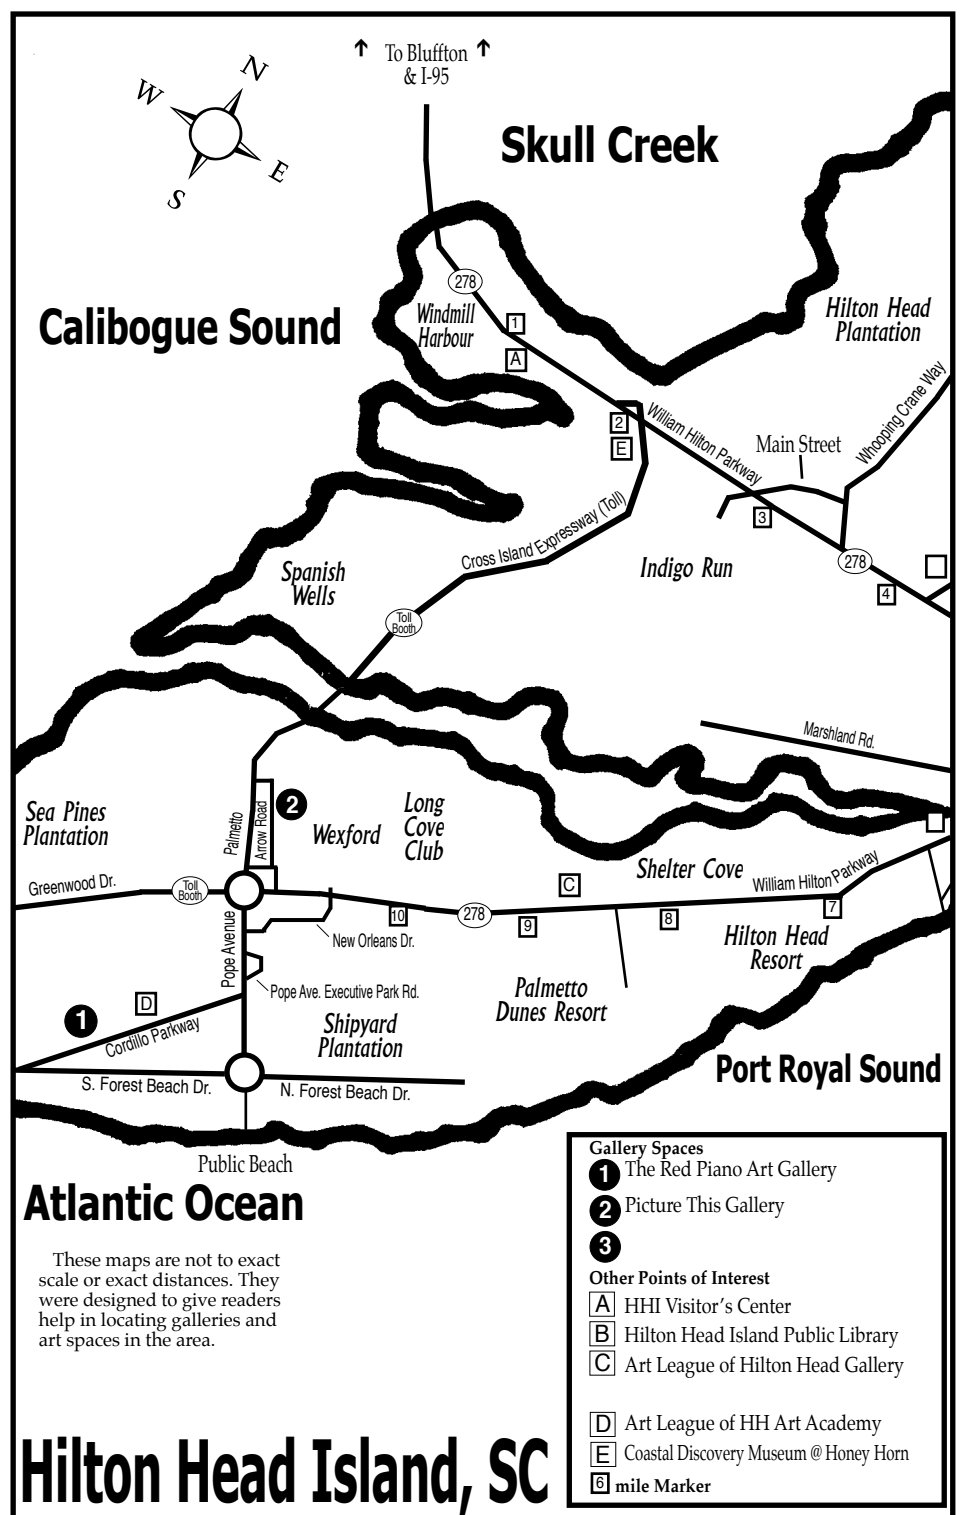 To Bluffton
& I-95
N
W
E
S
Skull Creek
278
Windmill
Harbour
Calibogue Sound
1
A
Hilton Head
Plantation
Whooping Crane Way
2
E
William Hilton Parkway
Main Street
3
Cross Island Expressway (Toll)
Indigo Run
278
4
Spanish
Wells
Toll
Booth
Marshland Rd.
Sea Pines
Plantation
Palmetto
Arrow Road
2
Wexford
Long
Cove
Club
Shelter Cove
William Hilton Parkway
Greenwood Dr.
Toll
Booth
C
10
278
9
8
7
New Orleans Dr.
Pope Avenue
Hilton Head
Resort
Pope Ave. Executive Park Rd.
Palmetto
Dunes Resort
D
1
Cordillo Parkway
Shipyard
Plantation
S. Forest Beach Dr.
N. Forest Beach Dr.
Port Royal Sound
Public Beach
Atlantic Ocean
These maps are not to exact
scale or exact distances. They
were designed to give readers
help in locating galleries and
art spaces in the area.
Gallery Spaces
1 The Red Piano Art Gallery
2 Picture This Gallery
3
Other Points of Interest
A HHI Visitor's Center
B Hilton Head Island Public Library
C Art League of Hilton Head Gallery
D Art League of HH Art Academy
E Coastal Discovery Museum @ Honey Horn
6 mile Marker
Hilton Head Island, SC